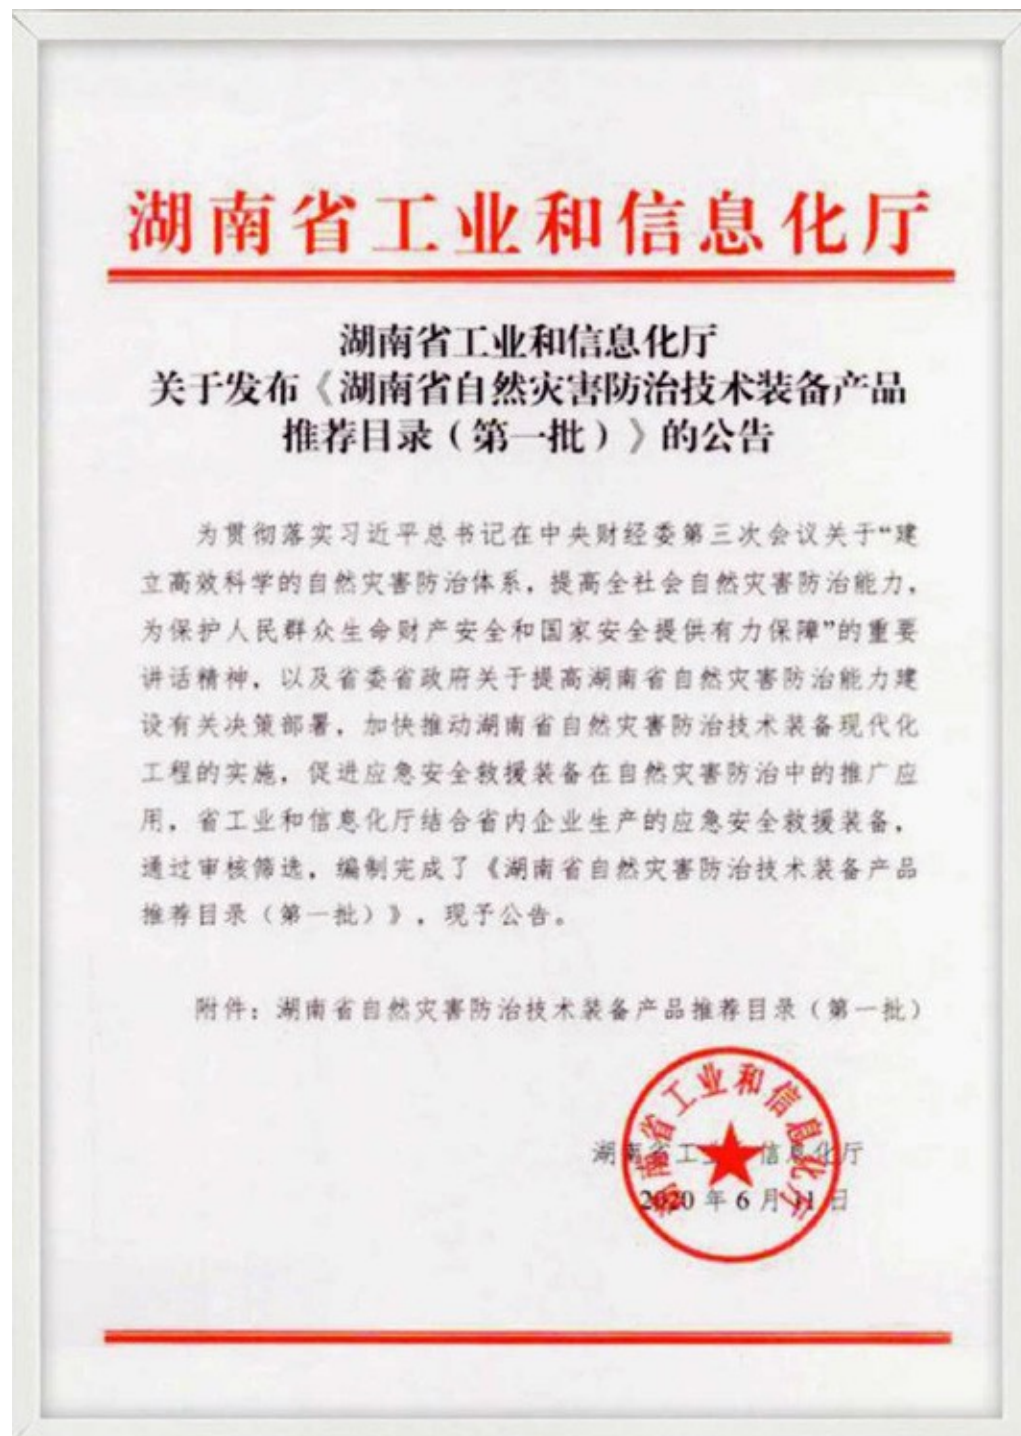 湖南省工业和信息化厅
湖南省工业和信息化厅
关于发布《湖南省自然灾害防治技术装备产品
推荐目录（第一批）》的公告
为贯彻落实习近平总书记在中央财经委第三次会议关于“建
立高效科学的自然灾害防治体系，提高全社会自然灾害防治能力，
为保护人民群众生命财产安全和国家安全提供有力保障”的重要
讲话精神，以及省委省政府关于提高湖南省自然灾害防治能力建
设有关决策部署，加快推动湖南省自然灾害防治技术装备现代化
工程的实施，促进应急安全救援装备在自然灾害防治中的推广应
用，省工业和信息化厅结合省内企业生产的应急安全救援装备，
通过审核筛选，编制完成了《湖南省自然灾害防治技术装备产品
推荐目录（第一批）》，现予公告。
附件：湖南省自然灾害防治技术装备产品推荐目录（第一批）
湖南省工业和信息化厅
2020年6月11日
湖南省工业和信息化厅